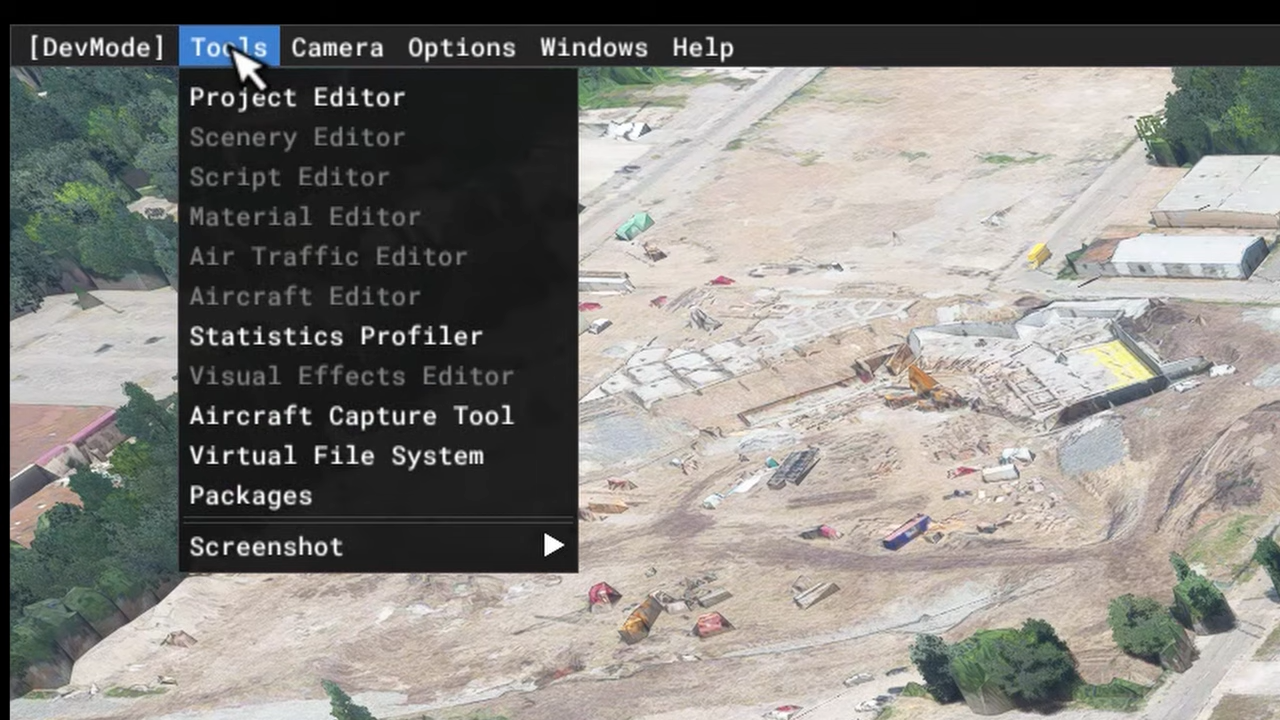 [DevMode] Tools Camera Options Windows Help
Project Editor
Scenery Editor
Script Editor
Material Editor
Air Traffic Editor
Aircraft Editor
Statistics Profiler
Visual Effects Editor
Aircraft Capture Tool
Virtual File System
Packages
Screenshot